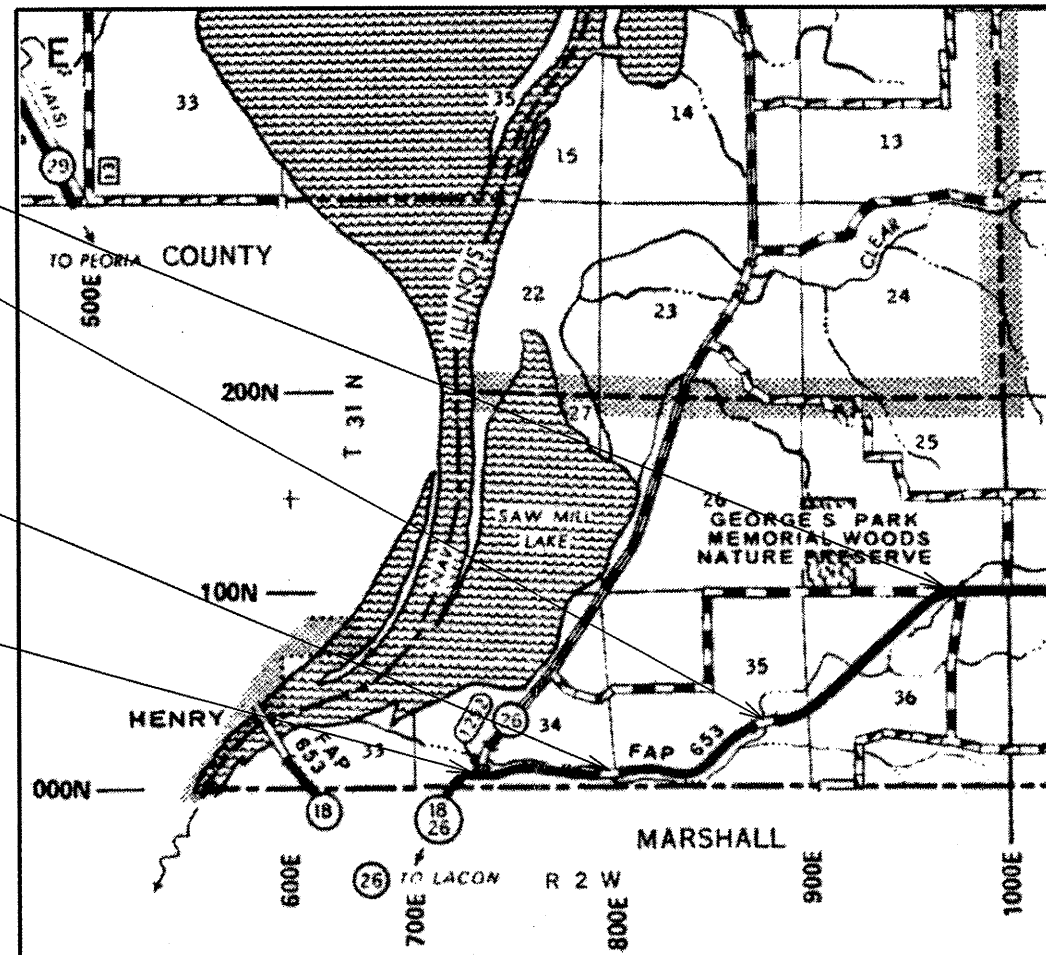 E
33
35
14
15
13
29
TO PEORIA
COUNTY
500E
ILLINOIS
CLEAR
22
23
24
200N
T 31 N
27
25
26
SAW MILL
LAKE
GEORGE S PARK
MEMORIAL WOODS
NATURE PRESERVE
NAV
100N
35
36
HENRY
33
34
26
FAP
653
FAP 653
000N
18
18
26
MARSHALL
26 TO LACON
R 2 W
600E
700E
800E
900E
1000E